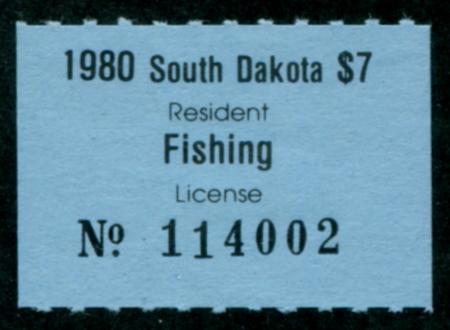 1980 South Dakota $7
Resident
Fishing
License
Nº 114002